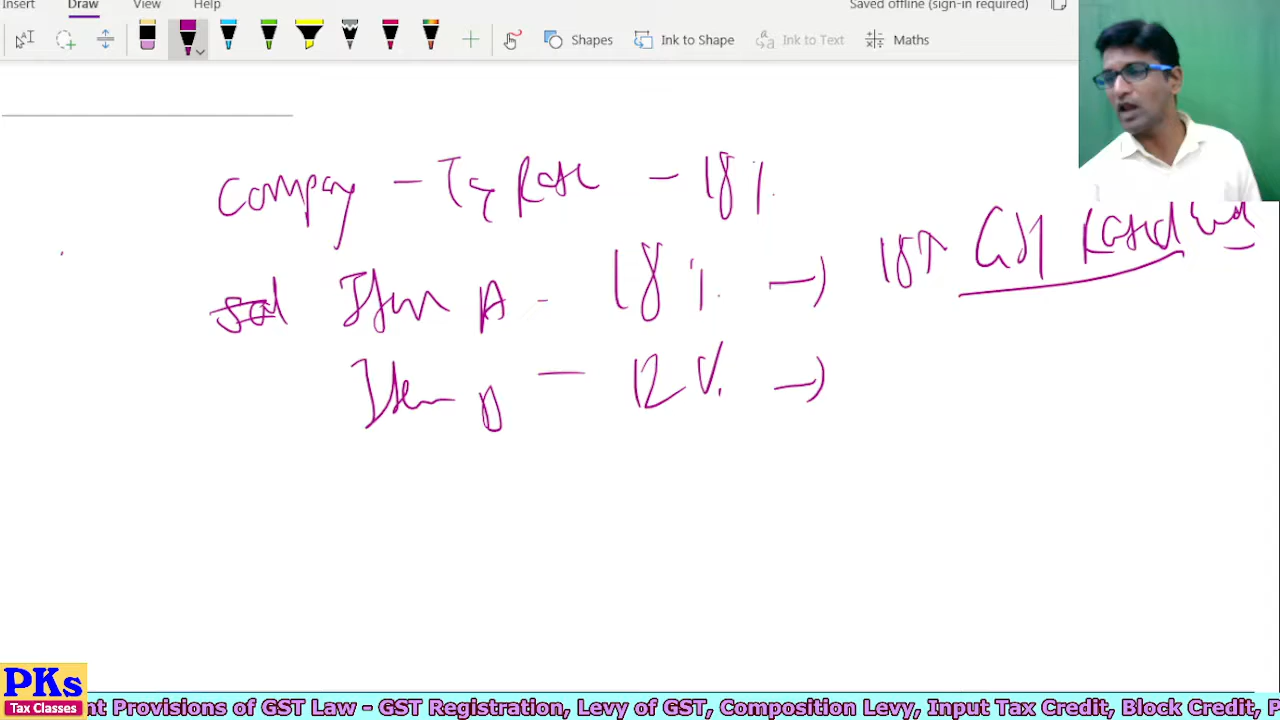 Insert Draw View Help Saved offline (sign-in required)
Shapes Ink to Shape Ink to Text Maths
Company - Tax Rate - 18%
Item A - 18% → 18% GST Rated
Item B - 12% →
PKs
Tax Classes
nt Provisions of GST Law - GST Registration, Levy of GST, Composition Levy, Input Tax Credit, Block Credit, P